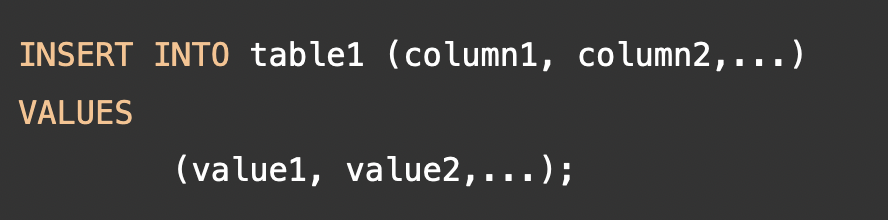 INSERT INTO table1 (column1, column2,...)
VALUES
(value1, value2,...);